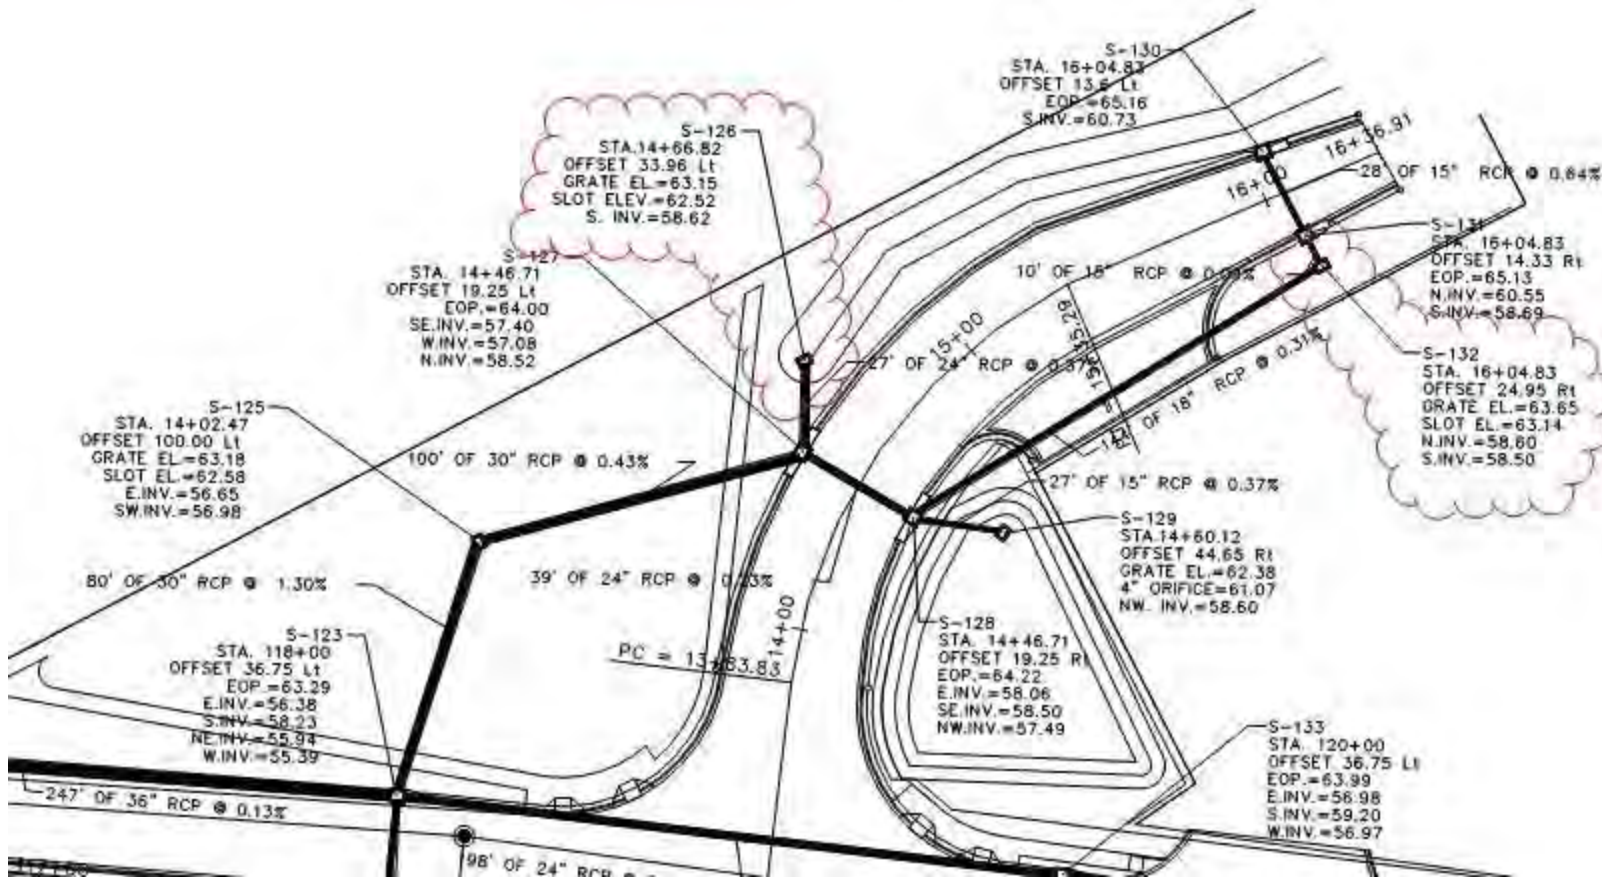 S-130
STA. 16+04.83
OFFSET 13.6 Lt
EOP.=65.16
S.INV.=60.73
S-126
STA.14+66.82
OFFSET 33.96 Lt
GRATE EL.=63.15
SLOT ELEV.=62.52
S. INV.=58.62
16+36.91
16+00
28' OF 15" RCP @ 0.64%
S-127
STA. 14+46.71
OFFSET 19.25 Lt
EOP.=64.00
SE.INV.=57.40
W.INV.=57.08
N.INV.=58.52
S-131
STA. 16+04.83
OFFSET 14.33 Rt
EOP.=65.13
N.INV.=60.55
S.INV.=58.69
10' OF 18" RCP @
15+00
27' OF 24" RCP @ 0.37%
OF 18" RCP @ 0.31%
S-132
STA. 16+04.83
OFFSET 24.95 Rt
GRATE EL.=63.65
SLOT EL.=63.14
N.INV.=58.60
S.INV.=58.50
S-125
STA. 14+02.47
OFFSET 100.00 Lt
GRATE EL.=63.18
SLOT EL.=62.58
E.INV.=56.65
SW.INV.=56.98
100' OF 30" RCP @ 0.43%
27' OF 15" RCP @ 0.37%
S-129
STA.14+60.12
OFFSET 44.65 Rt
GRATE EL.=62.38
4" ORIFICE=61.07
NW. INV.=58.60
80' OF 30" RCP @ 1.30%
39' OF 24" RCP @
14+00
PC = 13+83.83
S-123
STA. 118+00
OFFSET 36.75 Lt
EOP.=63.29
E.INV.=56.38
S.INV.=58.23
NE.INV.=55.94
W.INV.=55.39
S-128
STA. 14+46.71
OFFSET 19.25 Rt
EOP.=64.22
E.INV.=58.06
SE.INV.=58.50
NW.INV.=57.49
S-133
STA. 120+00
OFFSET 36.75 Lt
EOP.=63.99
E.INV.=56.98
S.INV.=59.20
W.INV.=56.97
247' OF 36" RCP @ 0.13%
98' OF 24" RCP @